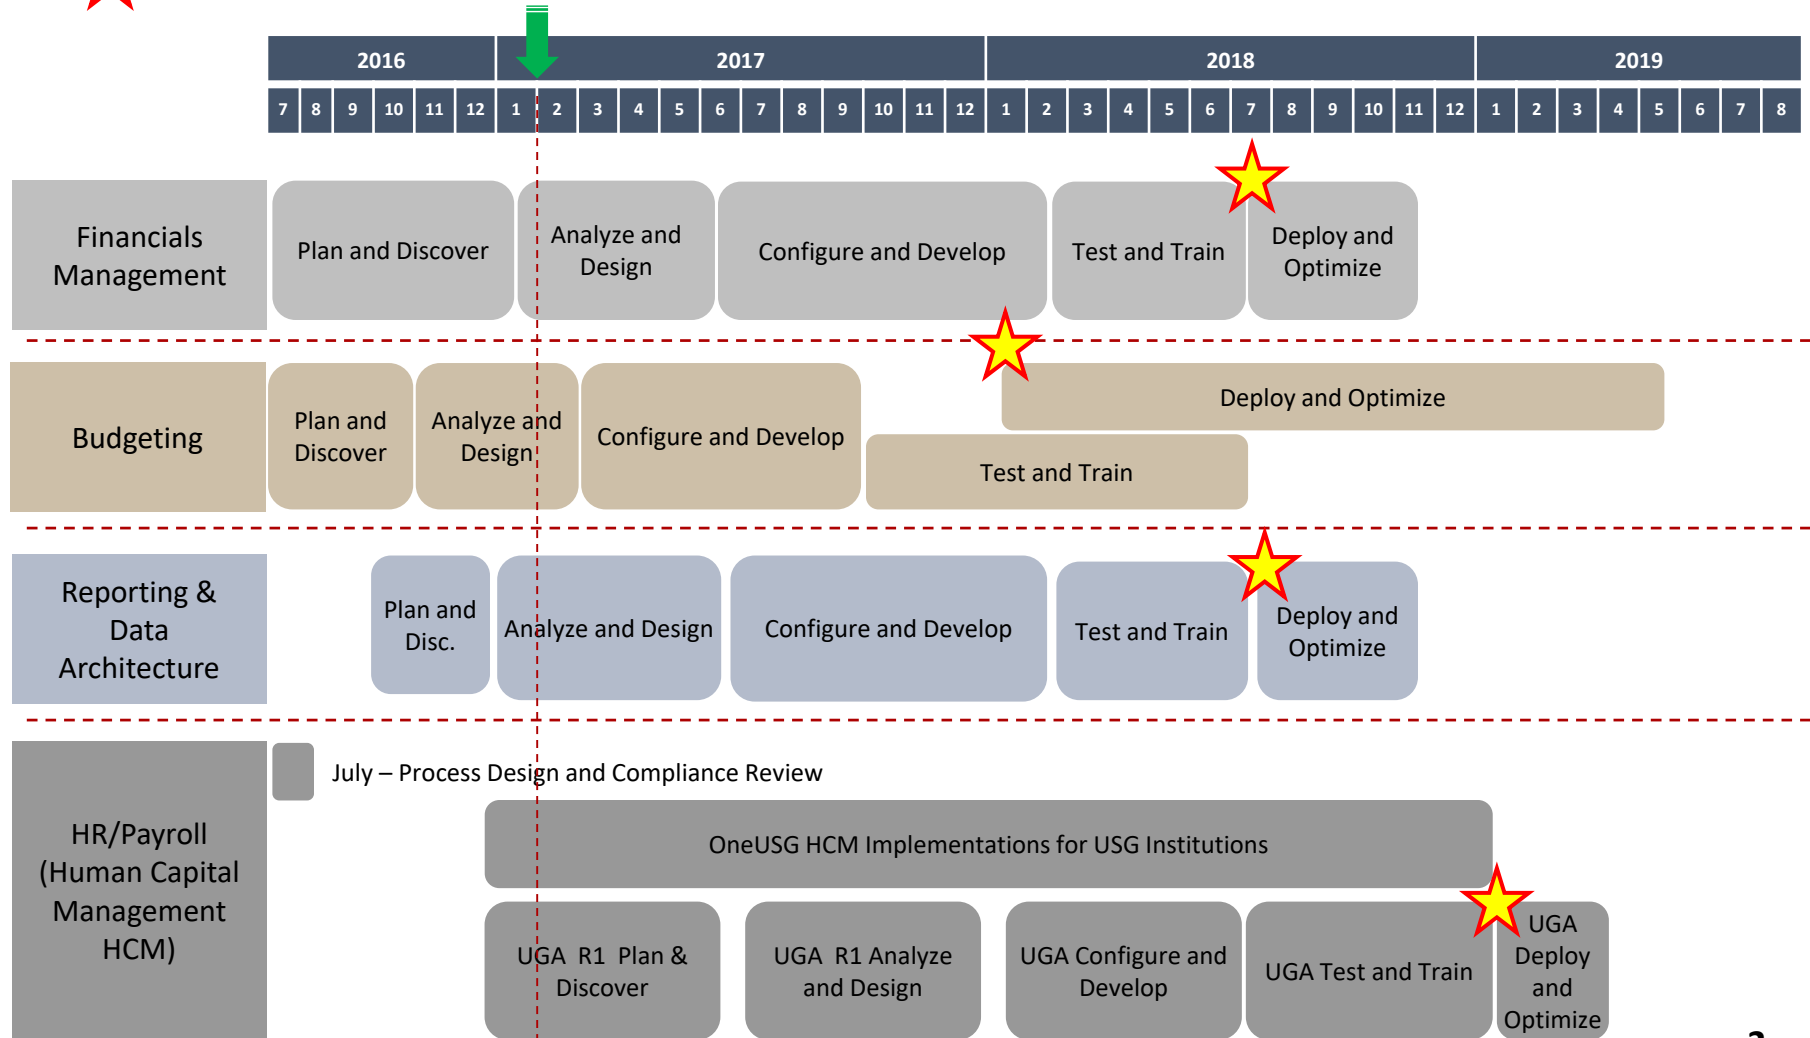 2016 2017 2018 2019
7 8 9 10 11 12 1 2 3 4 5 6 7 8 9 10 11 12 1 2 3 4 5 6 7 8 9 10 11 12 1 2 3 4 5 6 7 8
Financials
Management
Plan and Discover
Analyze and
Design
Configure and Develop
Test and Train
Deploy and
Optimize
Budgeting
Plan and
Discover
Analyze and
Design
Configure and Develop
Deploy and Optimize
Test and Train
Reporting &
Data
Architecture
Plan and
Disc.
Analyze and Design
Configure and Develop
Test and Train
Deploy and
Optimize
HR/Payroll
(Human Capital
Management
HCM)
July – Process Design and Compliance Review
OneUSG HCM Implementations for USG Institutions
UGA R1 Plan &
Discover
UGA R1 Analyze
and Design
UGA Configure and
Develop
UGA Test and Train
UGA
Deploy
and
Optimize